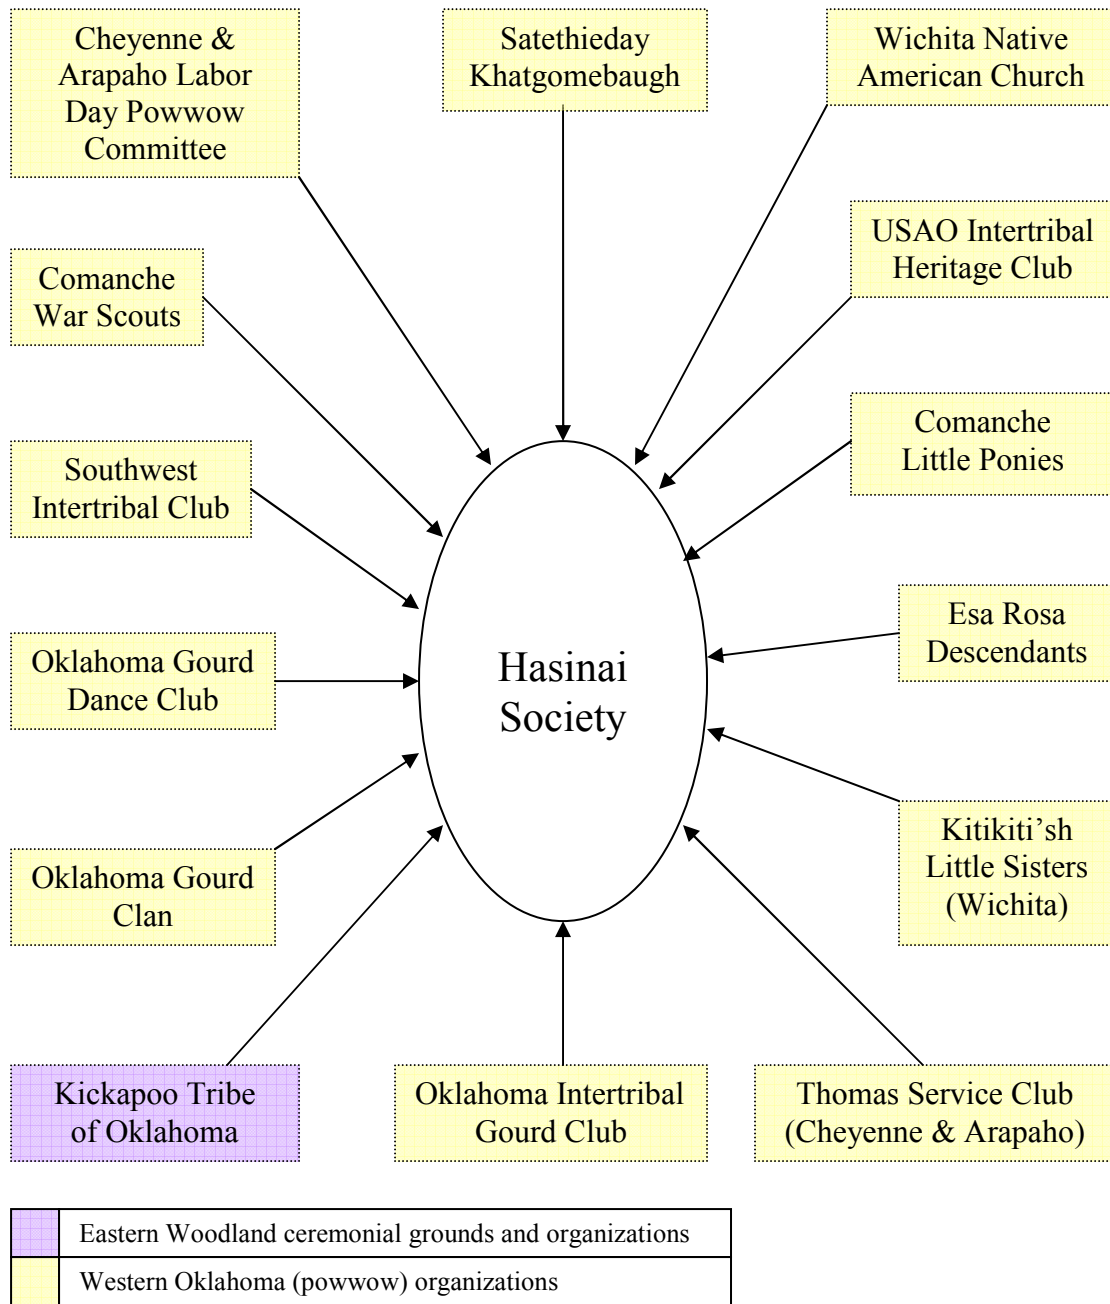 Cheyenne &
Arapaho Labor
Day Powwow
Committee
Satethieday
Khatgomebaugh
Wichita Native
American Church
USAO Intertribal
Heritage Club
Comanche
War Scouts
Comanche
Little Ponies
Southwest
Intertribal Club
Esa Rosa
Descendants
Oklahoma Gourd
Dance Club
Hasinai
Society
Kitikiti’sh
Little Sisters
(Wichita)
Oklahoma Gourd
Clan
Kickapoo Tribe
of Oklahoma
Oklahoma Intertribal
Gourd Club
Thomas Service Club
(Cheyenne & Arapaho)
Eastern Woodland ceremonial grounds and organizations
Western Oklahoma (powwow) organizations